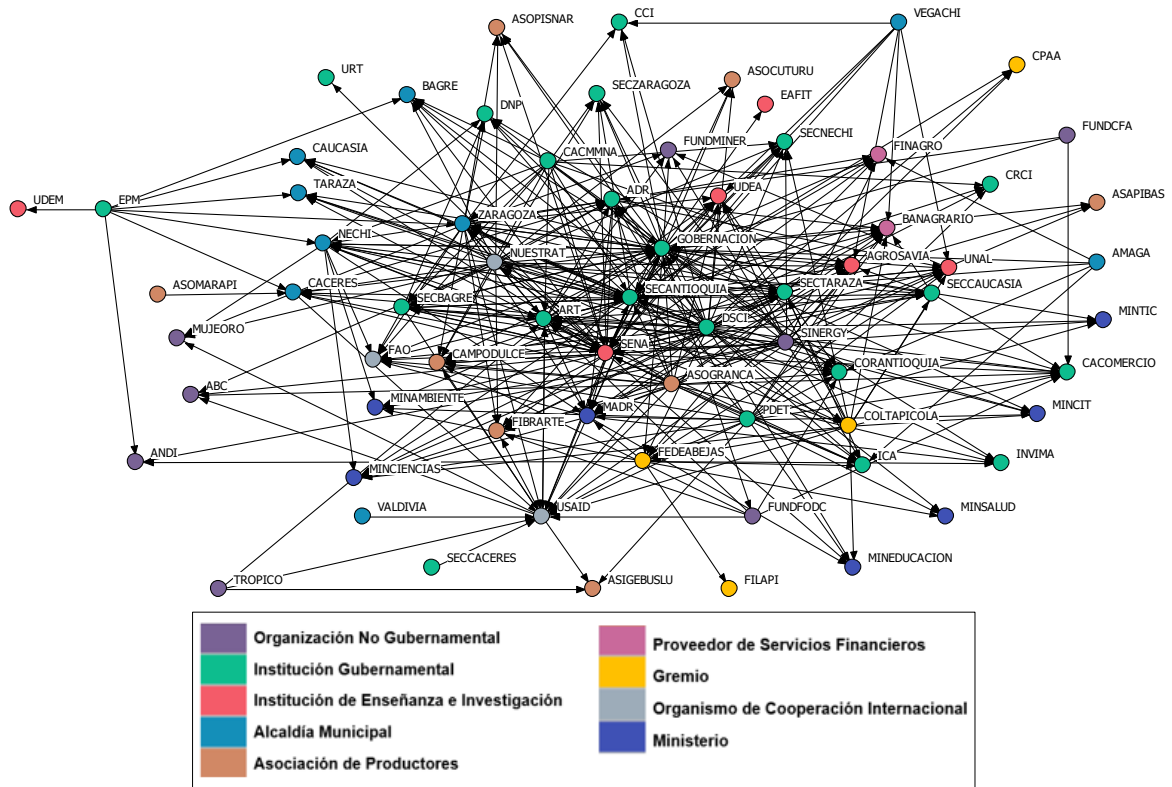 ASOPISNAR
CCI
VEGACHI
CPAA
URT
BAGRE
SECZARAGOZA
ASOCUTURU
EAFIT
DNP
FUNDCFA
CAUCASIA
CACMMNA
FUNDMINER
SECNECHI
FINAGRO
CRCI
TARAZA
ADR
UDEA
ASAPIBAS
UDEM
EPM
ZARAGOZA
BANAGRARIO
NECHI
GOBERNACION
NUESTRAT
AGROSAVIA
UNAL
AMAGA
ASOMARAPI
CACERES
SECBAGRE
SECANTIOQUIA
SECTARAZA
SECCAUCASIA
ART
DSCI
MINTIC
MUJEORO
SINERGY
FAO
CAMPODULCE
SENA
CORANTIOQUIA
CACOMERCIO
ABC
ASOGRANCA
MINAMBIENTE
MADR
PDET
COLTAPICOLA
MINCIT
FIBRARTE
ANDI
FEDEABEJAS
ICA
INVIMA
MINCIENCIAS
VALDIVIA
USAID
FUNDFODC
MINSALUD
SECCACERES
MINEDUCACION
TROPICO
ASIGEBUSLU
FILAPI
Organización No Gubernamental
Institución Gubernamental
Institución de Enseñanza e Investigación
Alcaldía Municipal
Asociación de Productores
Proveedor de Servicios Financieros
Gremio
Organismo de Cooperación Internacional
Ministerio